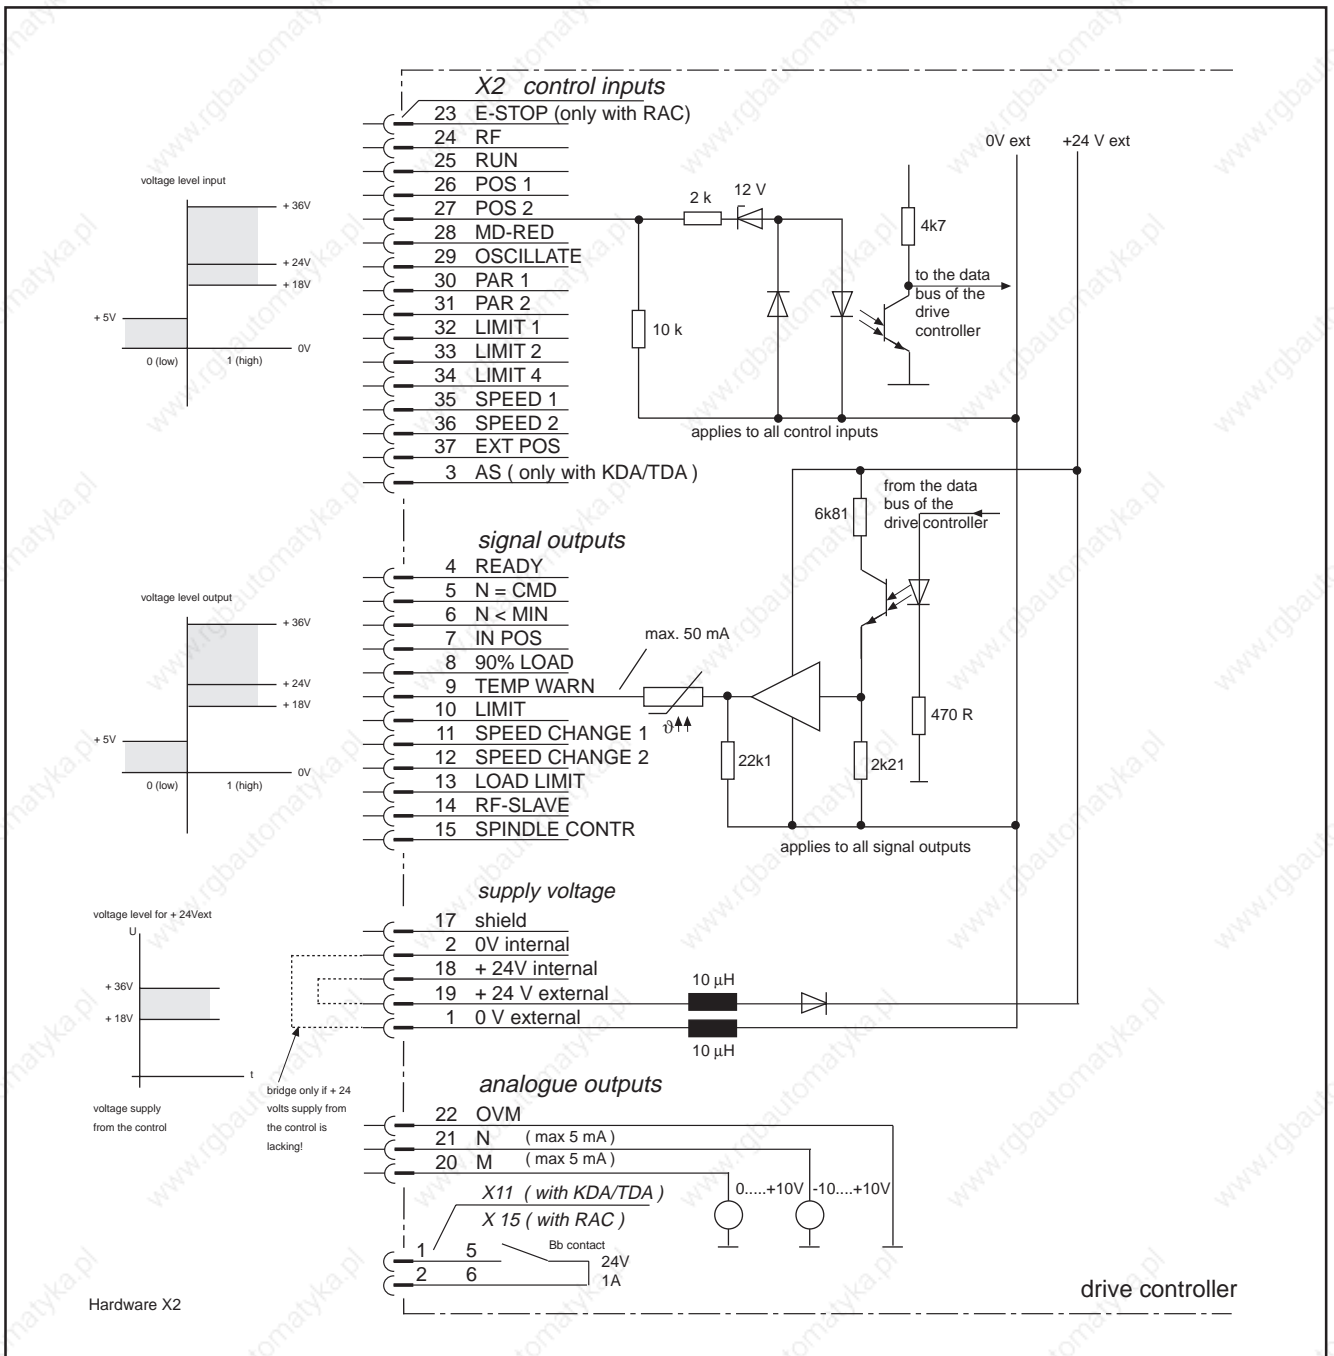 X2 control inputs
23 E-STOP (only with RAC)
24 RF
25 RUN
26 POS 1
27 POS 2
28 MD-RED
29 OSCILLATE
30 PAR 1
31 PAR 2
32 LIMIT 1
33 LIMIT 2
34 LIMIT 4
35 SPEED 1
36 SPEED 2
37 EXT POS
3 AS ( only with KDA/TDA )
voltage level input
+ 36V
+ 24V
+ 18V
+ 5V
0V
0 (low)
1 (high)
2 k
12 V
10 k
4k7
0V ext
+24 V ext
to the data
bus of the
drive
controller
applies to all control inputs
signal outputs
4 READY
5 N = CMD
6 N < MIN
7 IN POS
8 90% LOAD
9 TEMP WARN
10 LIMIT
11 SPEED CHANGE 1
12 SPEED CHANGE 2
13 LOAD LIMIT
14 RF-SLAVE
15 SPINDLE CONTR
voltage level output
+ 36V
+ 24V
+ 18V
+ 5V
0V
0 (low)
1 (high)
max. 50 mA
ϑ
6k81
from the data
bus of the
drive controller
470 R
22k1
2k21
applies to all signal outputs
supply voltage
17 shield
2 0V internal
18 + 24V internal
19 + 24 V external
1 0 V external
10 µH
10 µH
voltage level for + 24Vext
U
+ 36V
+ 18V
t
voltage supply
from the control
bridge only if + 24
volts supply from
the control is
lacking!
analogue outputs
22 OVM
21 N ( max 5 mA )
20 M ( max 5 mA )
0.....+10V
-10....+10V
X11 ( with KDA/TDA )
X 15 ( with RAC )
1 5
2 6
Bb contact
24V
1A
drive controller
Hardware X2
www.rgbautomatyka.pl